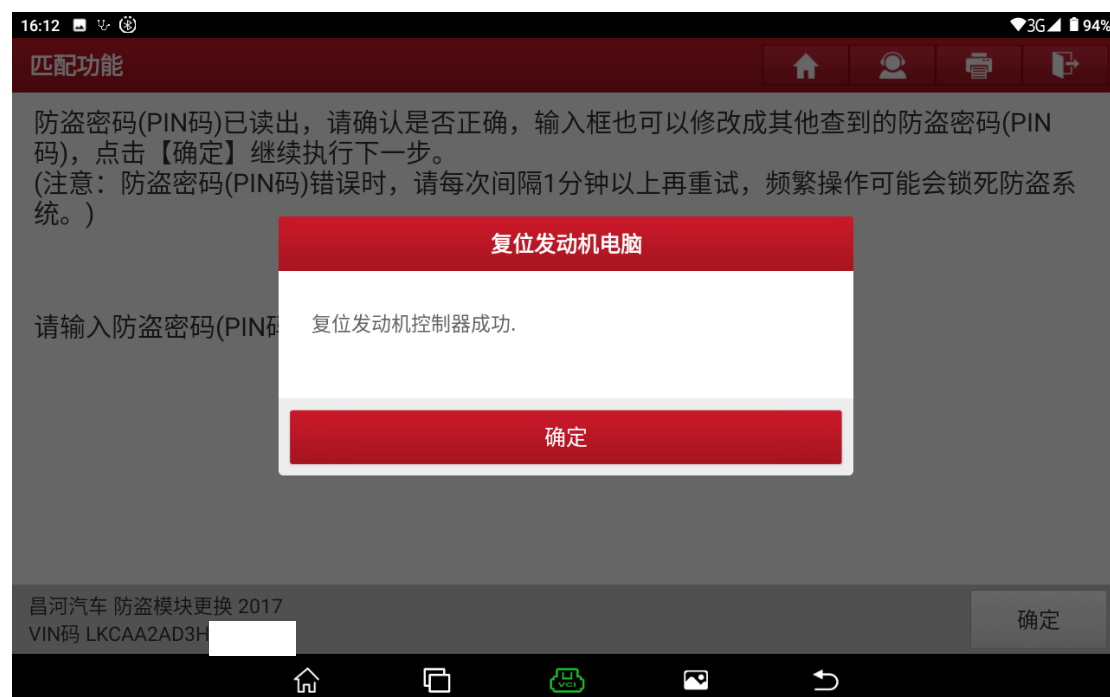 16:12
3G 94%
匹配功能
防盗密码(PIN码)已读出，请确认是否正确，输入框也可以修改成其他查到的防盗密码(PIN
码)，点击【确定】继续执行下一步。
(注意：防盗密码(PIN码)错误时，请每次间隔1分钟以上再重试，频繁操作可能会锁死防盗系
统。)
复位发动机电脑
请输入防盗密码(PIN码
复位发动机控制器成功.
确定
昌河汽车 防盗模块更换 2017
VIN码 LKCAA2AD3H
确定
VCI